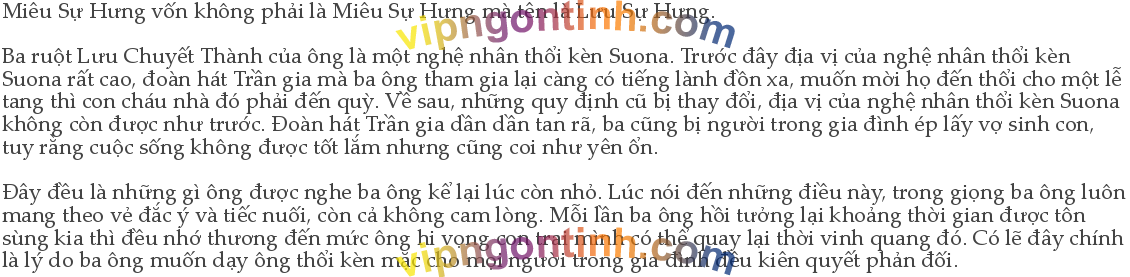 Miêu Sự Hưng vốn không phải là Miêu Sự Hưng mà tên là Lưu Sự Hưng.
Ba ruột Lưu Chuyết Thành của ông là một nghệ nhân thổi kèn Suona. Trước đây địa vị của nghệ nhân thổi kèn
Suona rất cao, đoàn hát Trần gia mà ba ông tham gia lại càng có tiếng lành đồn xa, muốn mời họ đến thổi cho một lễ
tang thì con cháu nhà đó phải đến quỳ. Về sau, những quy định cũ bị thay đổi, địa vị của nghệ nhân thổi kèn Suona
không còn được như trước. Đoàn hát Trần gia dần dần tan rã, ba cũng bị người trong gia đình ép lấy vợ sinh con,
tuy rằng cuộc sống không được tốt lắm nhưng cũng coi như yên ổn.
Đây đều là những gì ông được nghe ba ông kể lại lúc còn nhỏ. Lúc nói đến những điều này, trong giọng ba ông luôn
mang theo vẻ đắc ý và tiếc nuối, còn cả không cam lòng. Mỗi lần ba ông hồi tưởng lại khoảng thời gian được tôn
sùng kia thì đều nhớ thương đến mức ông hi vọng con trai mình có thể quay lại thời vinh quang đó. Có lẽ đây chính
là lý do ba ông muốn dạy ông thổi kèn mặc cho mọi người trong gia đình đều kiên quyết phản đối.
vipngontinh.com
vipngontinh.com